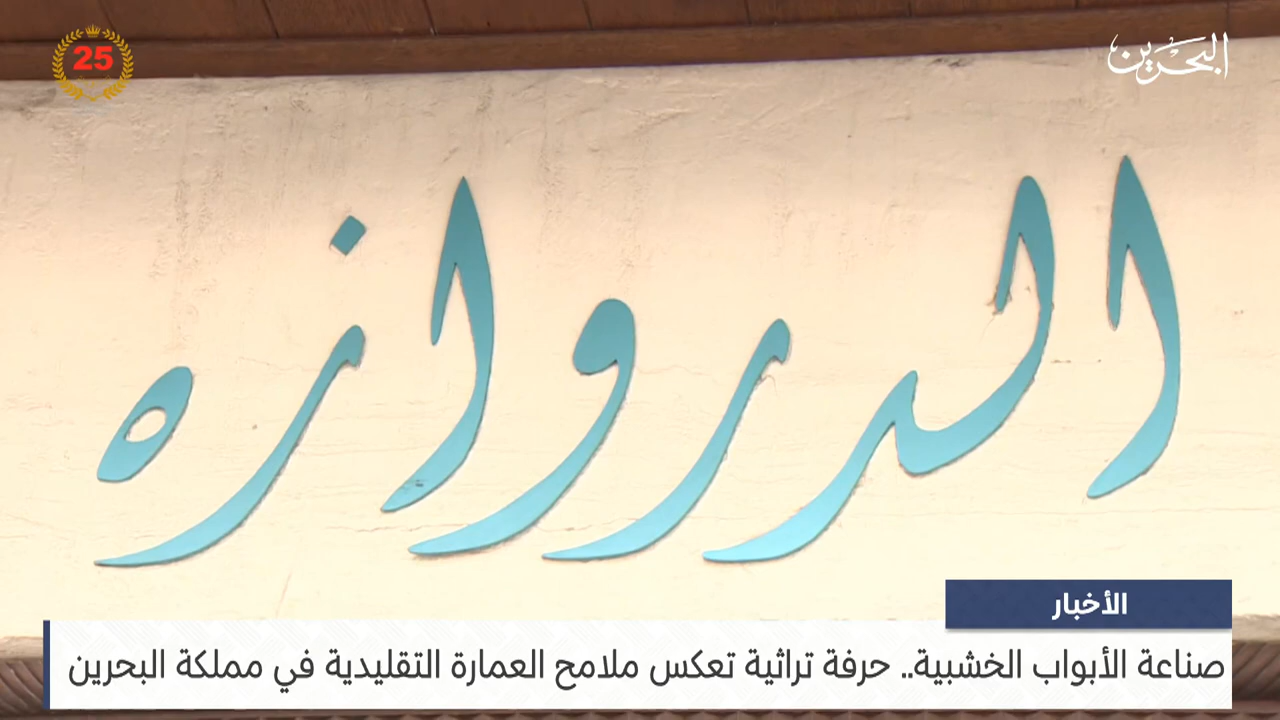 25
البحرين
الدروازه
الأخبار
صناعة الأبواب الخشبية.. حرفة تراثية تعكس ملامح العمارة التقليدية في مملكة البحرين